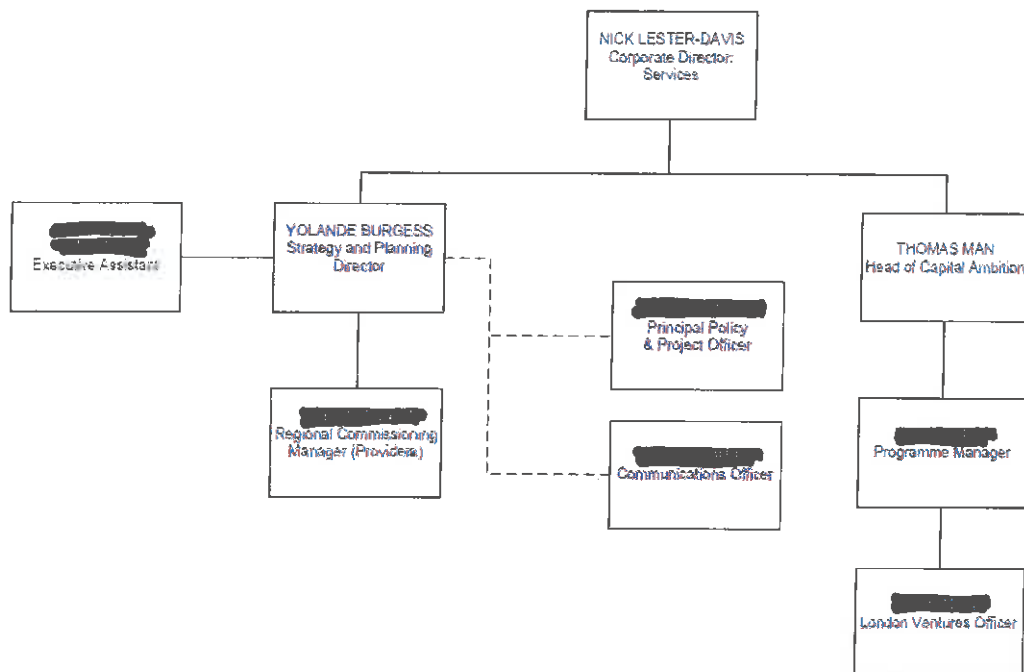 NICK LESTER-DAVIS
Corporate Director:
Services
Executive Assistant
YOLANDE BURGESS
Strategy and Planning
Director
THOMAS MAN
Head of Capital Ambition
Principal Policy
& Project Officer
Regional Commissioning
Manager (Providers)
Communications Officer
Programme Manager
London Ventures Officer